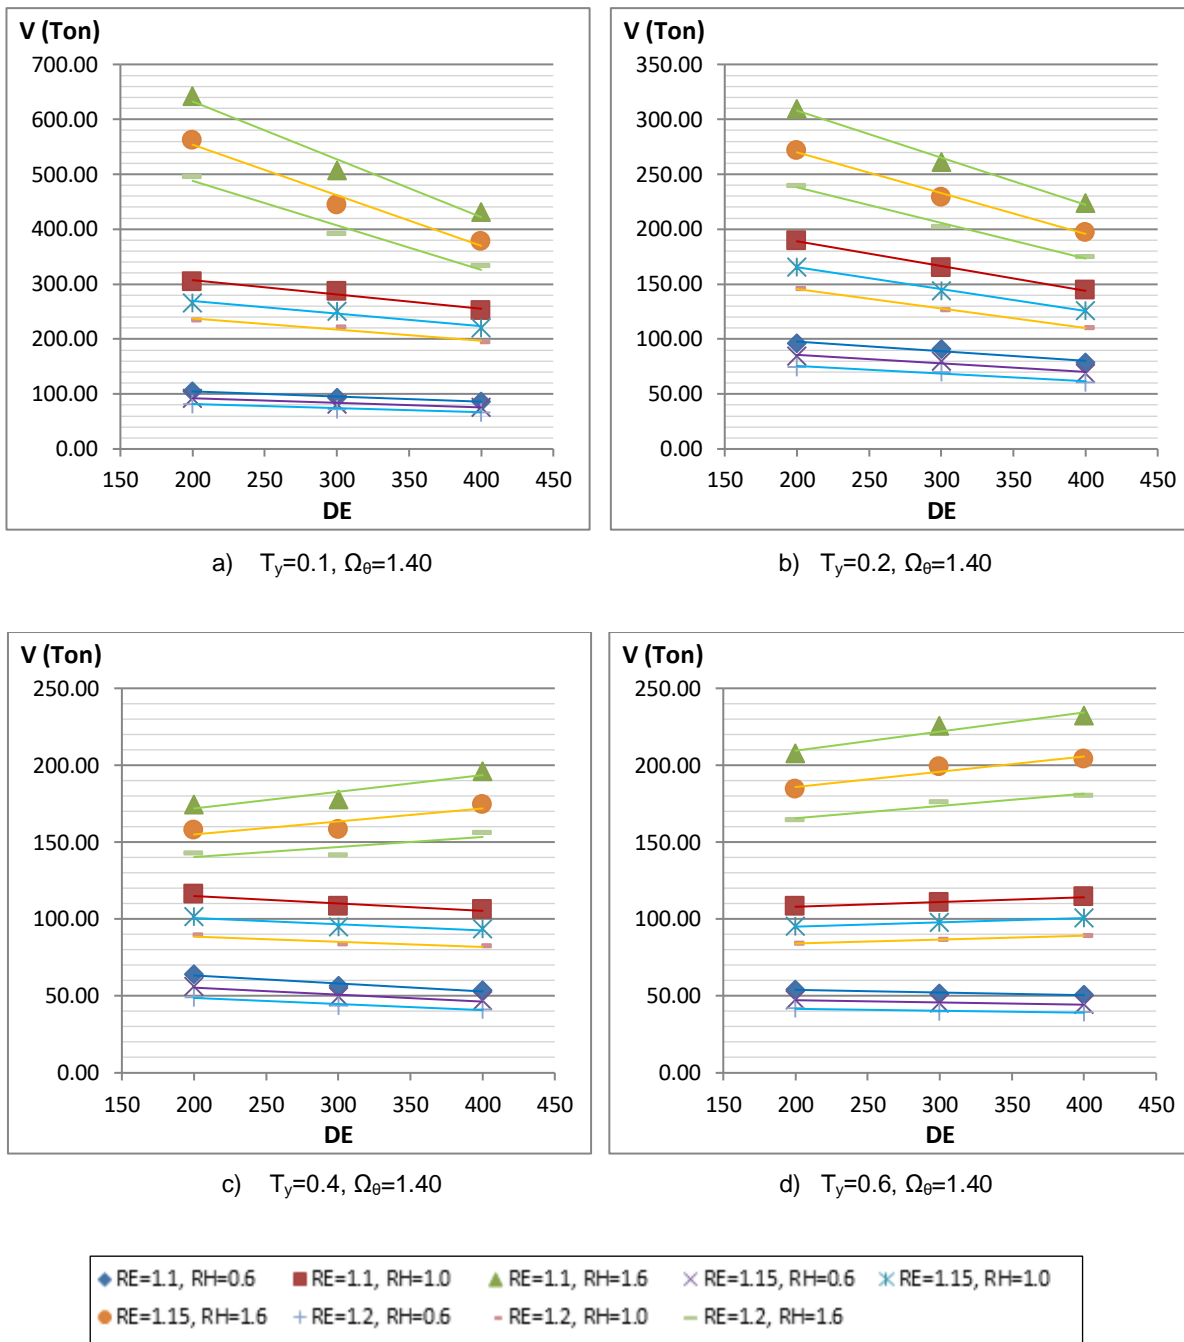 V (Ton)
700.00
600.00
500.00
400.00
300.00
200.00
100.00
0.00
150 200 250 300 350 400 450
DE
a) Ty=0.1, Ωθ=1.40
V (Ton)
350.00
300.00
250.00
200.00
150.00
100.00
50.00
0.00
150 200 250 300 350 400 450
DE
b) Ty=0.2, Ωθ=1.40
V (Ton)
250.00
200.00
150.00
100.00
50.00
0.00
150 200 250 300 350 400 450
DE
c) Ty=0.4, Ωθ=1.40
V (Ton)
250.00
200.00
150.00
100.00
50.00
0.00
150 200 250 300 350 400 450
DE
d) Ty=0.6, Ωθ=1.40
RE=1.1, RH=0.6 RE=1.1, RH=1.0 RE=1.1, RH=1.6 RE=1.15, RH=0.6 RE=1.15, RH=1.0
RE=1.15, RH=1.6 RE=1.2, RH=0.6 RE=1.2, RH=1.0 RE=1.2, RH=1.6